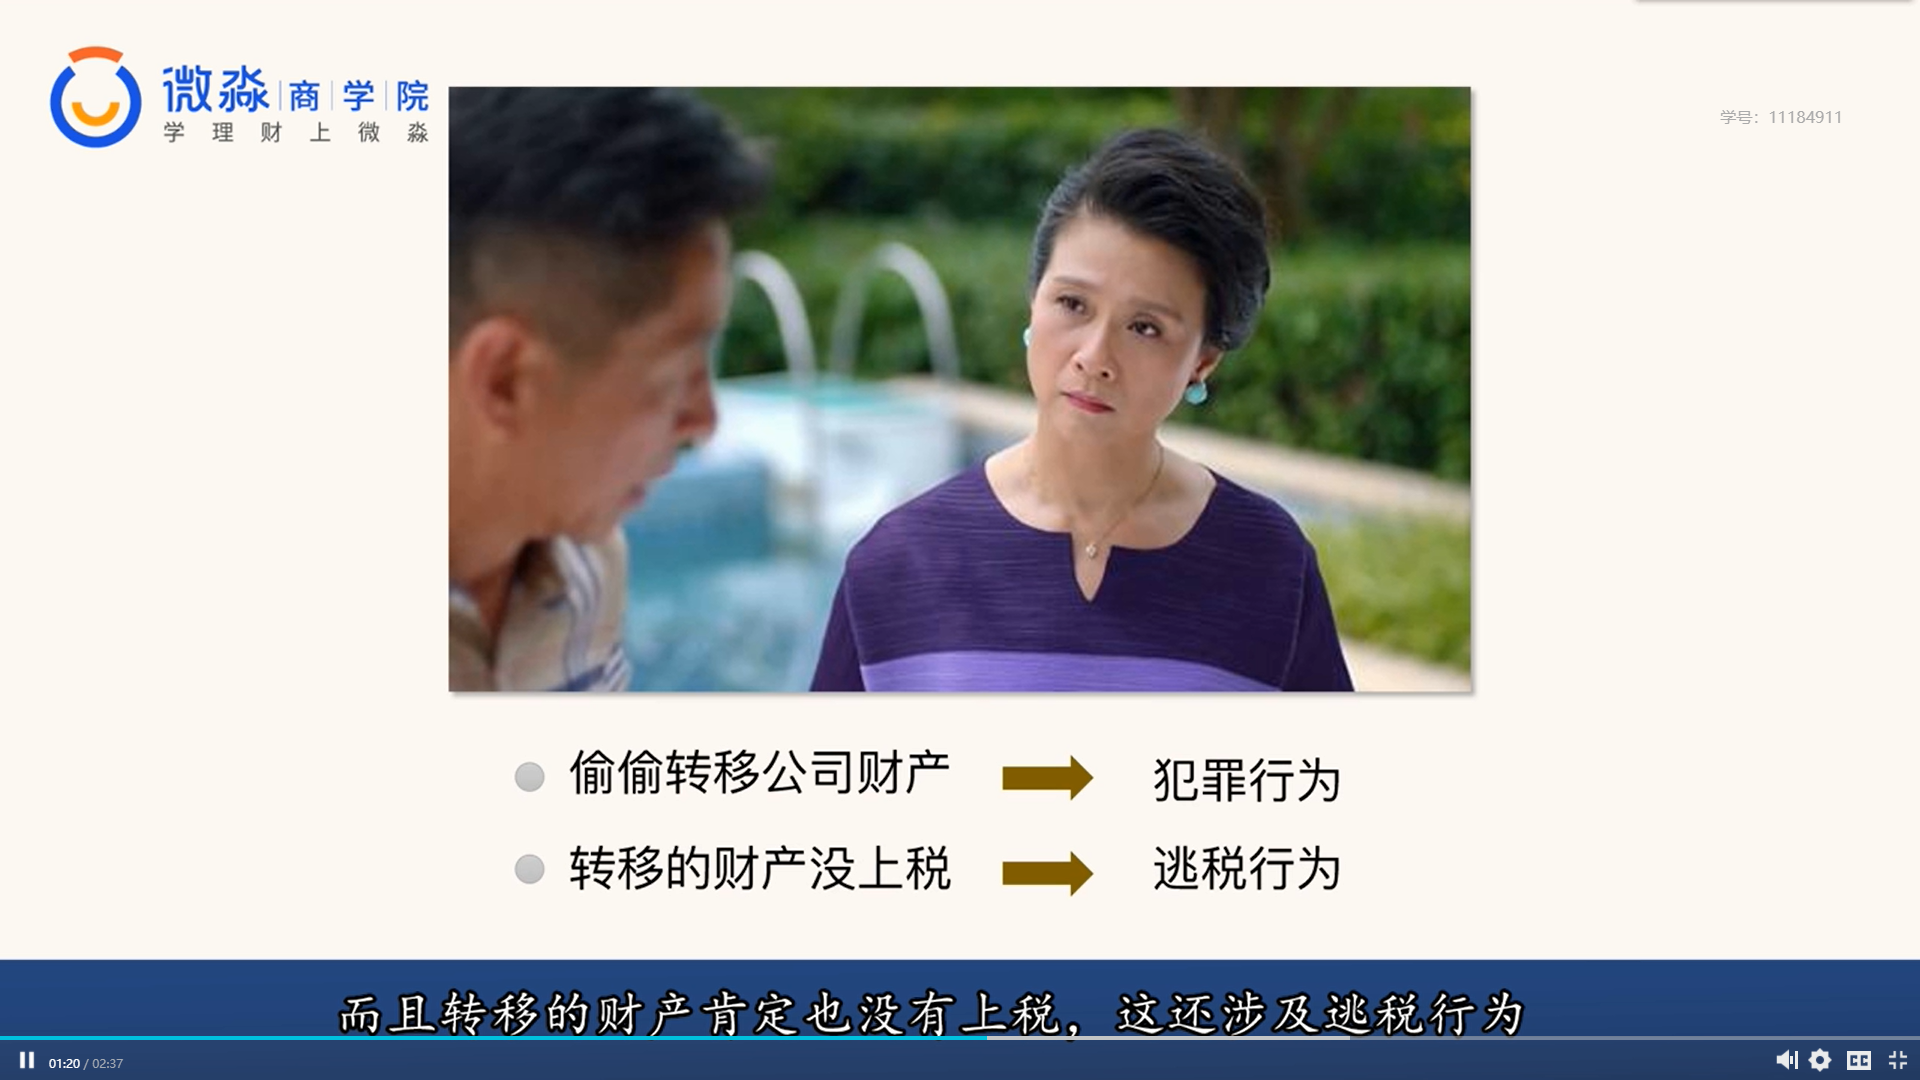 微淼商学院
学理财上微淼
学号：11184911
偷偷转移公司财产 犯罪行为
转移的财产没上税 逃税行为
而且转移的财产肯定也没有上税，这还涉及逃税行为
01:20 / 02:37
CC